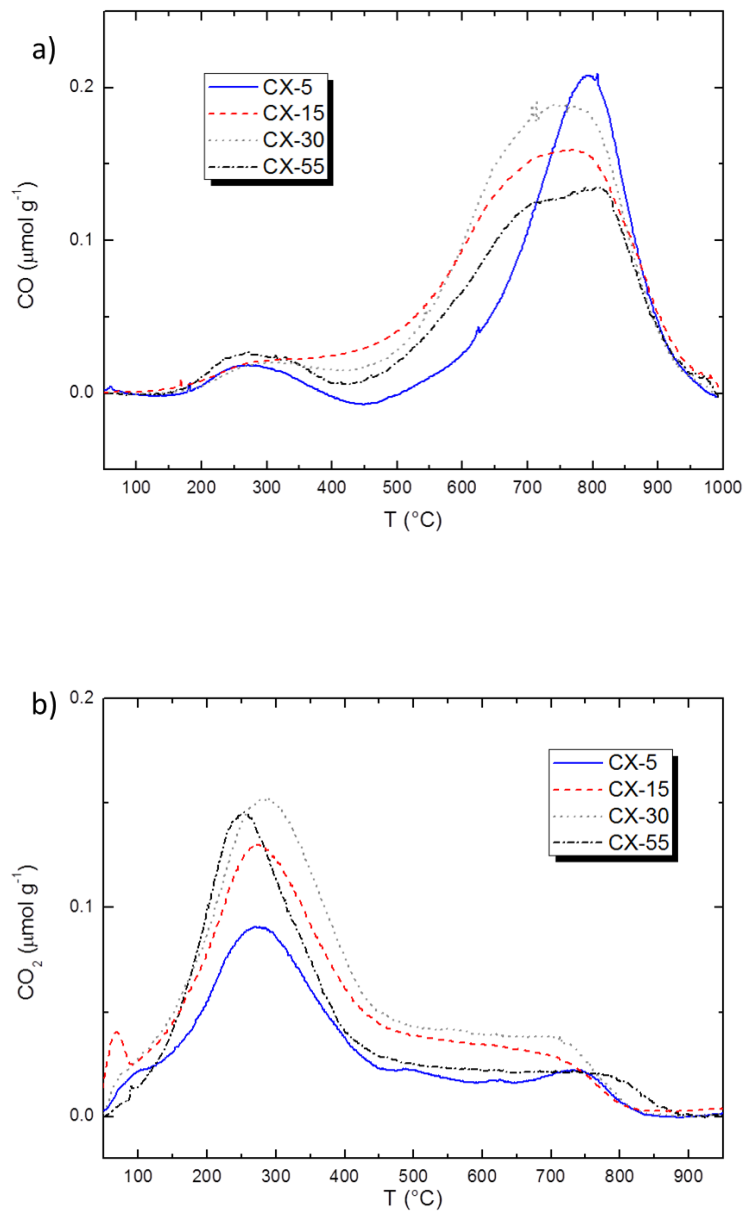 a)
0.2
CX-5
CX-15
CX-30
CX-55
CO (μmol g⁻¹)
0.1
0.0
100 200 300 400 500 600 700 800 900 1000
T (°C)
b)
0.2
CX-5
CX-15
CX-30
CX-55
CO₂ (μmol g⁻¹)
0.1
0.0
100 200 300 400 500 600 700 800 900
T (°C)